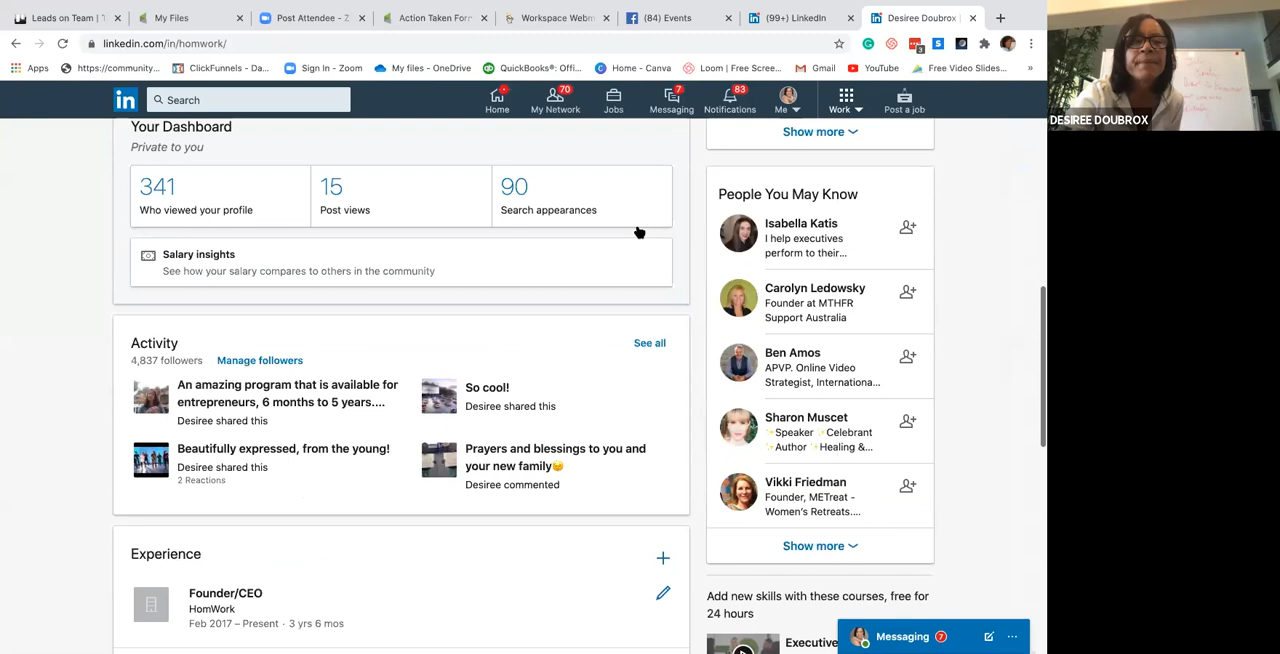 Leads on Team | T
My Files
Post Attendee - Z
Action Taken Forr
Workspace Webm
(84) Events
(99+) LinkedIn
Desiree Doubrox
linkedin.com/in/homwork/
Apps
https://community...
ClickFunnels - Da...
Sign In - Zoom
My files - OneDrive
QuickBooks®: Offi...
Home - Canva
Loom | Free Scree...
Gmail
YouTube
Free Video Slides...
»
in
Search
70
7
83
Home
My Network
Jobs
Messaging
Notifications
Me
Work
Post a job
DESIREE DOUBROX
Your Dashboard
Private to you
341
Who viewed your profile
15
Post views
90
Search appearances
Salary insights
See how your salary compares to others in the community
Activity
4,837 followers
Manage followers
See all
An amazing program that is available for
entrepreneurs, 6 months to 5 years....
Desiree shared this
So cool!
Desiree shared this
Beautifully expressed, from the young!
Desiree shared this
2 Reactions
Prayers and blessings to you and
your new family
Desiree commented
Experience
Founder/CEO
HomWork
Feb 2017 – Present · 3 yrs 6 mos
Show more
People You May Know
Isabella Katis
I help executives
perform to their...
Carolyn Ledowsky
Founder at MTHFR
Support Australia
Ben Amos
APVP. Online Video
Strategist, Internationa...
Sharon Muscet
✨Speaker ✨Celebrant
✨Author ✨Healing &...
Vikki Friedman
Founder, METreat -
Women's Retreats....
Show more
Add new skills with these courses, free for
24 hours
Executive
Messaging 7